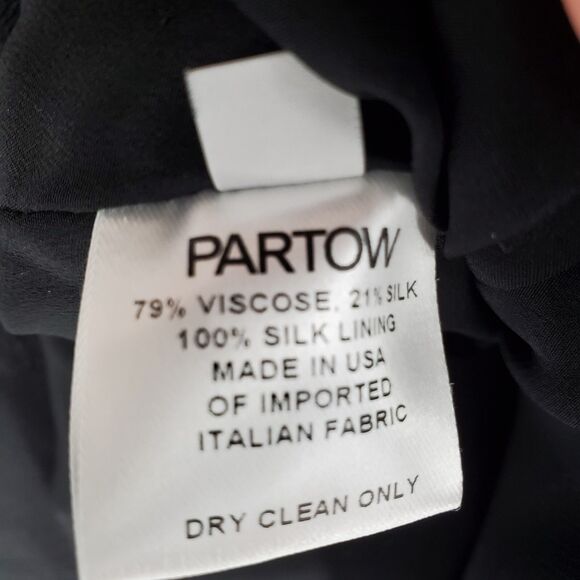 PARTOW
79% VISCOSE, 21% SILK
100% SILK LINING
MADE IN USA
OF IMPORTED
ITALIAN FABRIC
DRY CLEAN ONLY